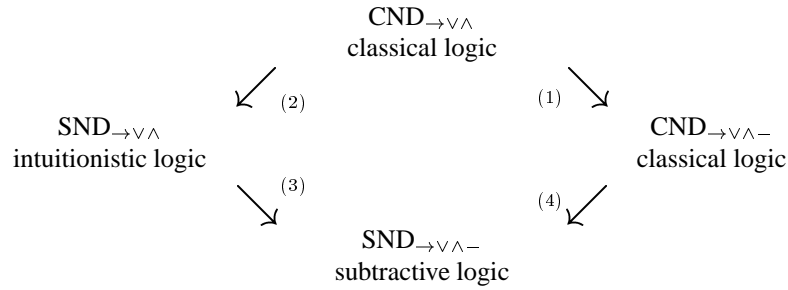 CND→∨∧
classical logic
(2)
(1)
SND→∨∧
intuitionistic logic
CND→∨∧−
classical logic
(3)
(4)
SND→∨∧−
subtractive logic